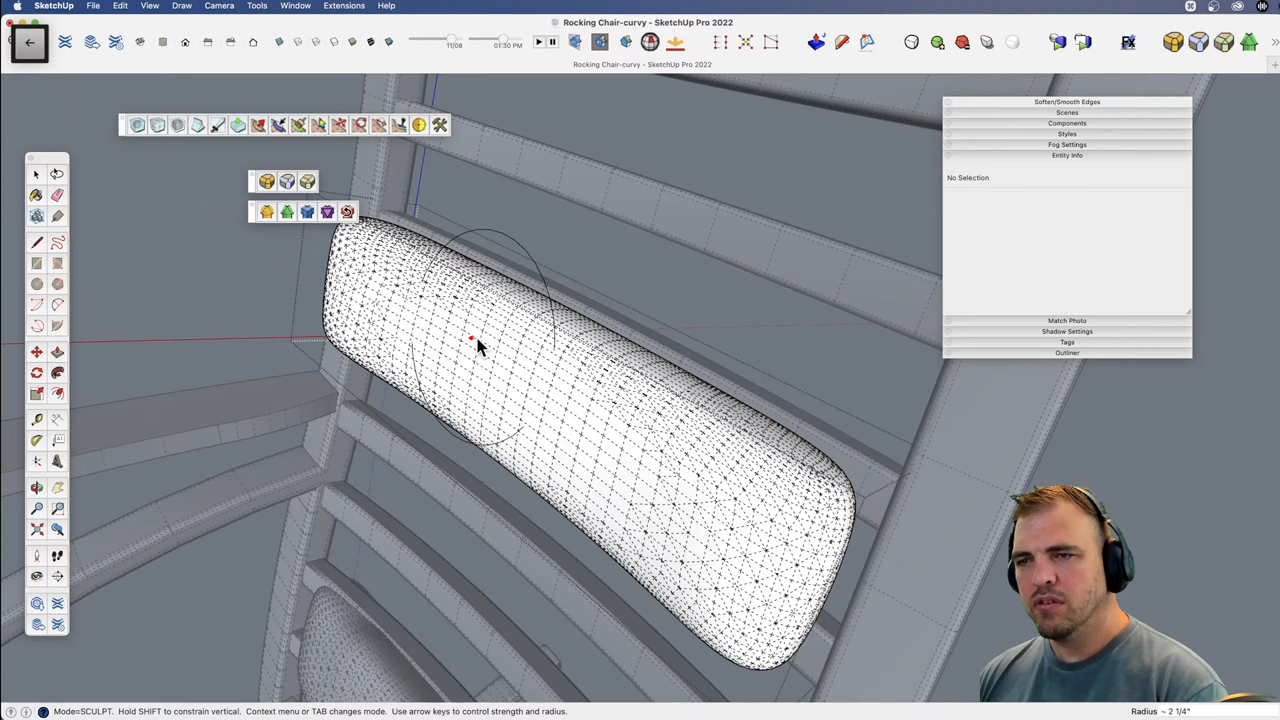 SketchUp File Edit View Draw Camera Tools Window Extensions Help
Rocking Chair-curvy - SketchUp Pro 2022
11/08 01:30 PM
Rocking Chair-curvy - SketchUp Pro 2022
Soften/Smooth Edges
Scenes
Components
Styles
Fog Settings
Entity Info
No Selection
Match Photo
Shadow Settings
Tags
Outliner
Mode=SCULPT. Hold SHIFT to constrain vertical. Context menu or TAB changes mode. Use arrow keys to control strength and radius. Radius ~ 2 1/4"